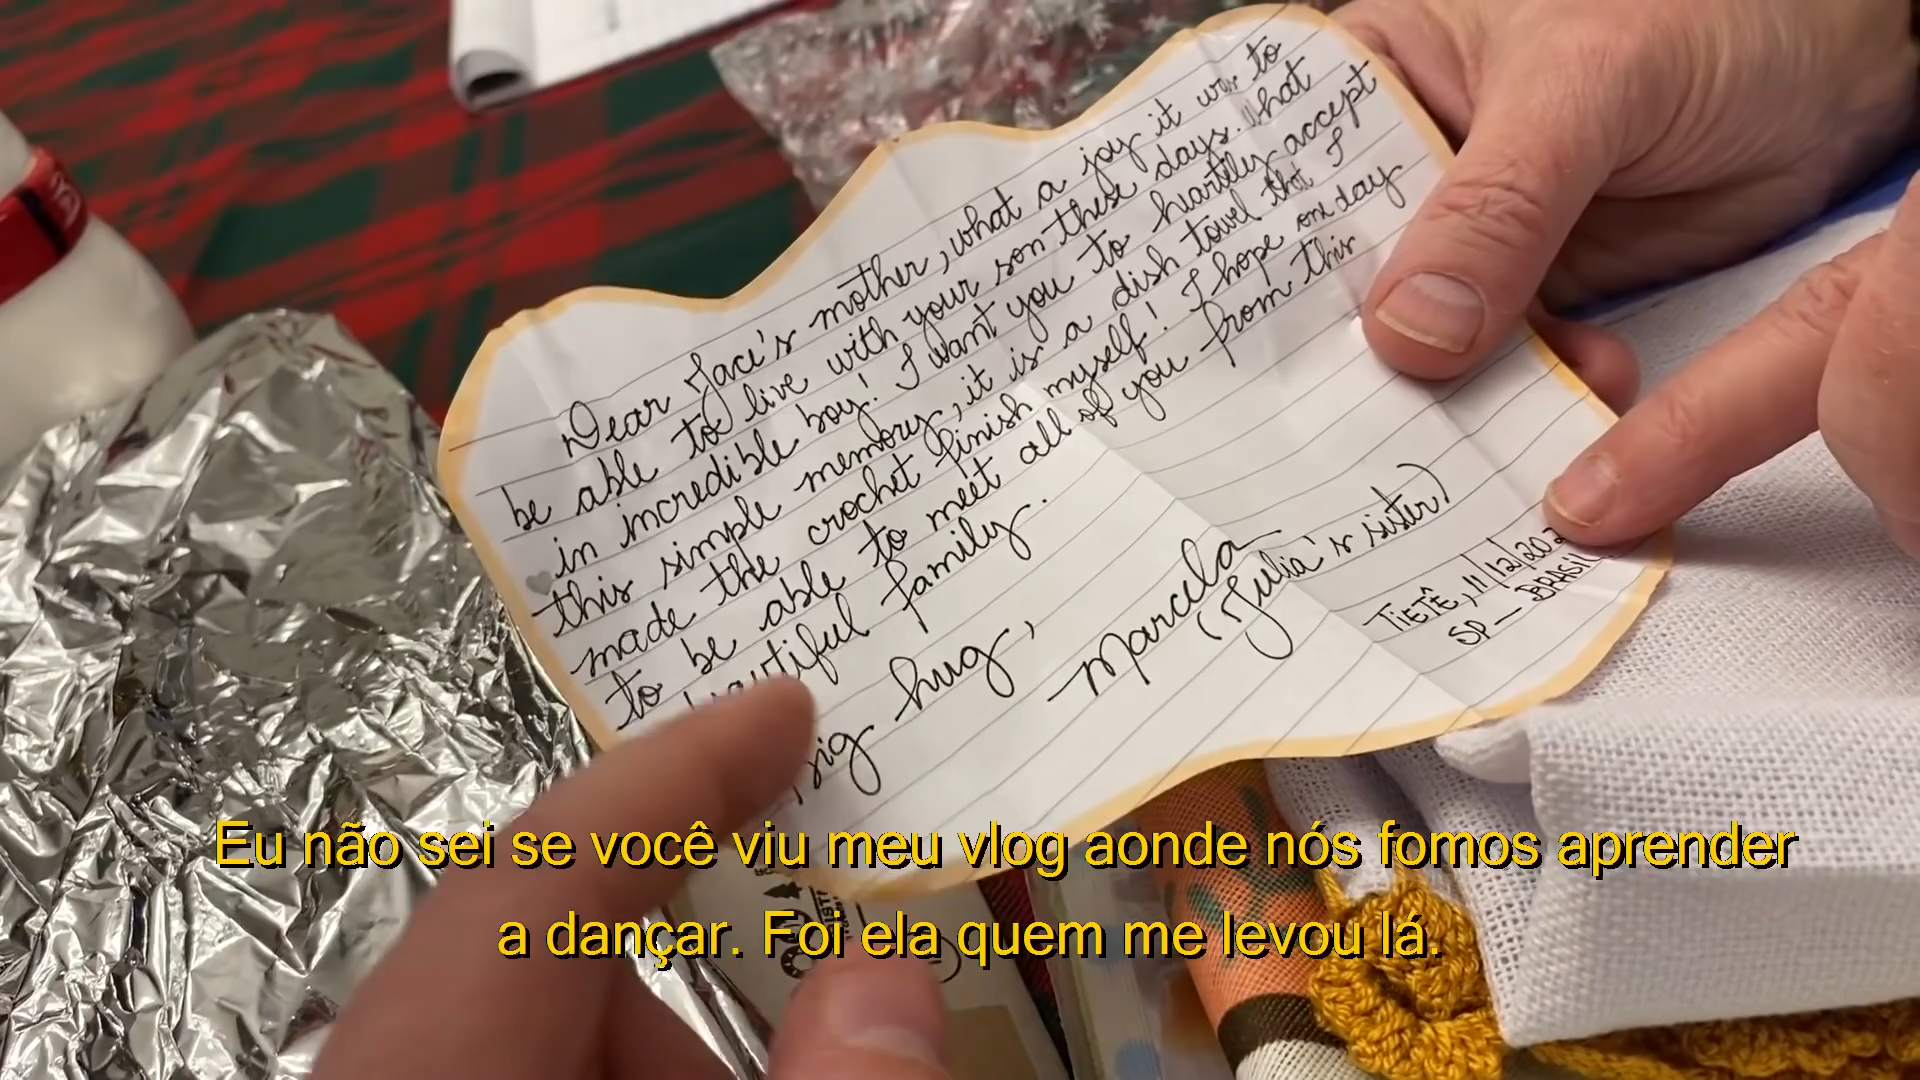 Dear Jaci's mother, what a joy it was to
be able to live with your son these days. What
in incredible boy! I want you to heartley accept
this simple memory, it is a dish towel that I
made the crochet finish myself! I hope one day
to be able to meet all of you from this
beautiful family.
Big hug,
Marcela
(Julia's sister)
TIETÊ, 11/12/202
SP - BRASIL
Eu não sei se você viu meu vlog aonde nós fomos aprender
a dançar. Foi ela quem me levou lá.